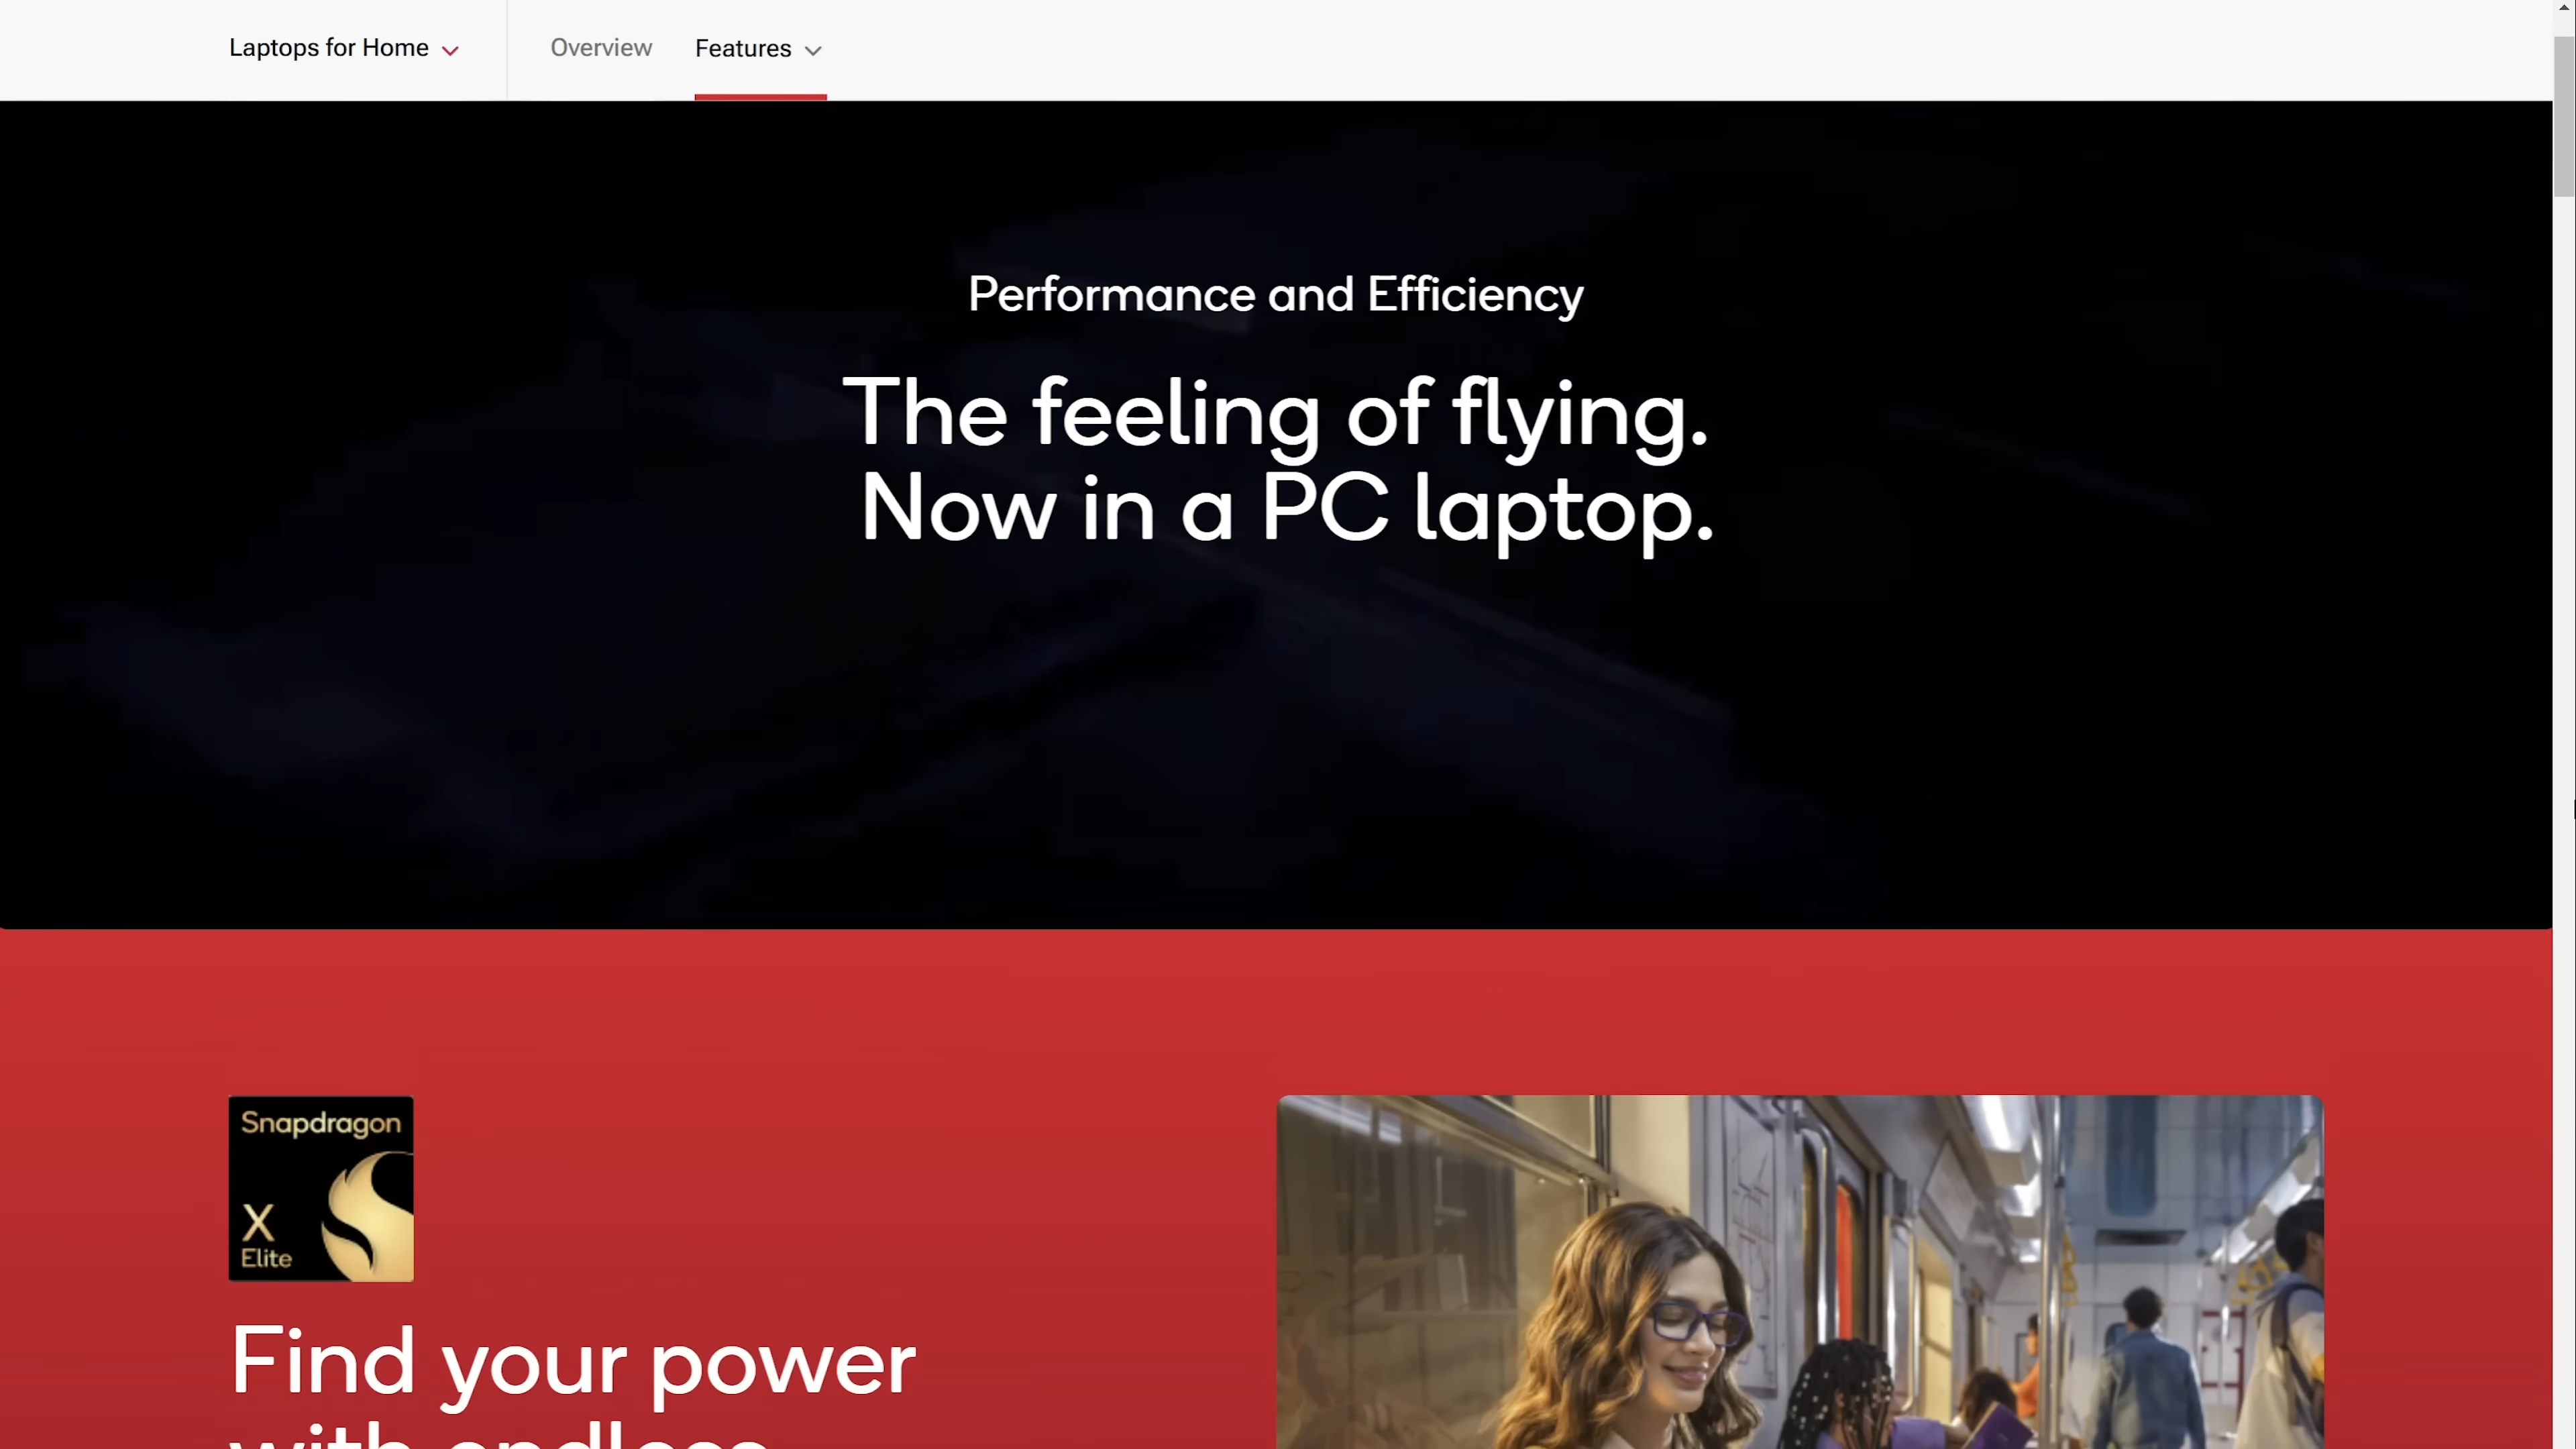 Laptops for Home
Overview
Features
Performance and Efficiency
The feeling of flying.
Now in a PC laptop.
Snapdragon
X
Elite
Find your power
with endless